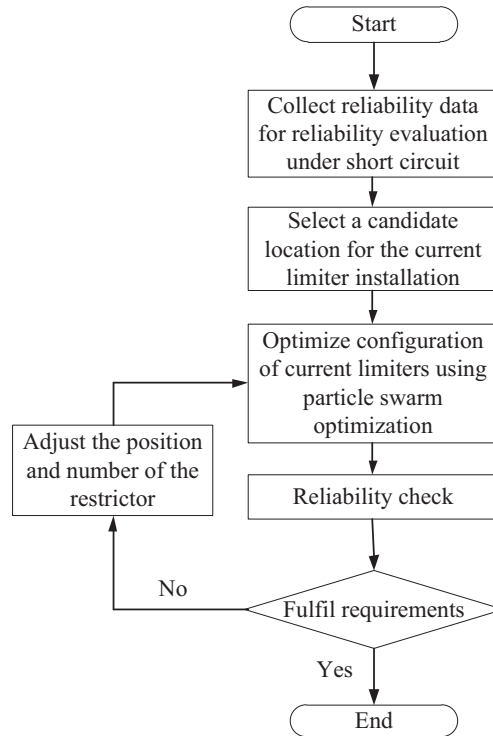 Start
Collect reliability data
for reliability evaluation
under short circuit
Select a candidate
location for the current
limiter installation
Optimize configuration
of current limiters using
particle swarm
optimization
Adjust the position
and number of the
restrictor
Reliability check
No
Fulfil requirements
Yes
End